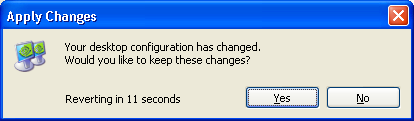 Apply Changes
Your desktop configuration has changed.
Would you like to keep these changes?
Reverting in 11 seconds
Yes
No